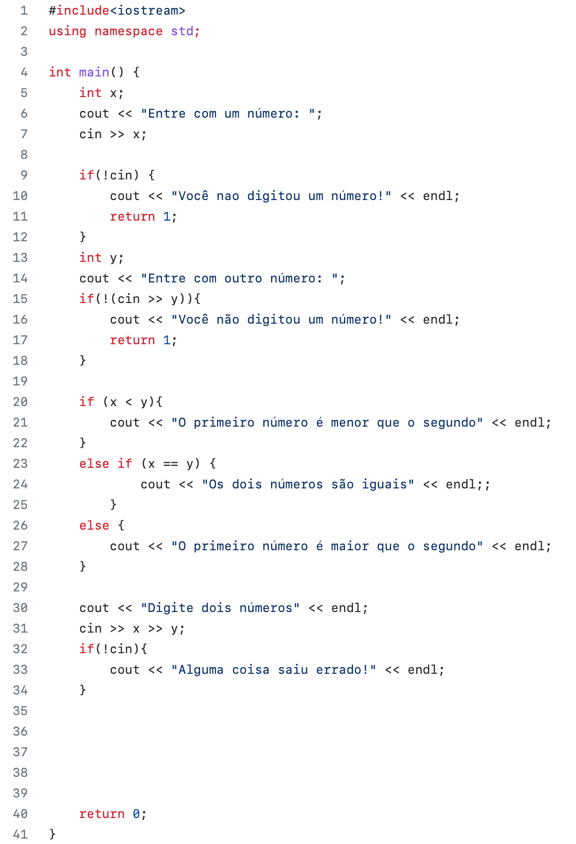 1 #include<iostream>
2 using namespace std;
3
4 int main() {
5     int x;
6     cout << "Entre com um número: ";
7     cin >> x;
8
9     if(!cin) {
10         cout << "Você nao digitou um número!" << endl;
11         return 1;
12     }
13     int y;
14     cout << "Entre com outro número: ";
15     if(!(cin >> y)){
16         cout << "Você não digitou um número!" << endl;
17         return 1;
18     }
19
20     if (x < y){
21         cout << "O primeiro número é menor que o segundo" << endl;
22     }
23     else if (x == y) {
24             cout << "Os dois números são iguais" << endl;;
25         }
26     else {
27         cout << "O primeiro número é maior que o segundo" << endl;
28     }
29
30     cout << "Digite dois números" << endl;
31     cin >> x >> y;
32     if(!cin){
33         cout << "Alguma coisa saiu errado!" << endl;
34     }
35
36
37
38
39
40     return 0;
41 }